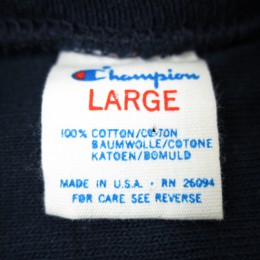 Champion
LARGE
100% COTTON/COTON
BAUMWOLLE/COTONE
KATOEN/BOMULD
MADE IN U.S.A. · RN 26094
FOR CARE SEE REVERSE